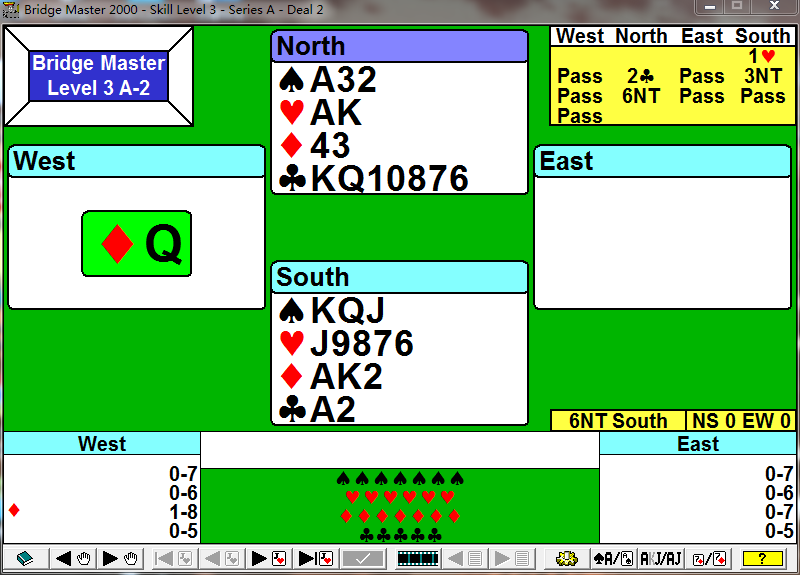 Bridge Master 2000 - Skill Level 3 - Series A - Deal 2
Bridge Master
Level 3 A-2
North
♠A32
♥AK
♦43
♣KQ10876
West North East South
1♥
Pass 2♣ Pass 3NT
Pass 6NT Pass Pass
Pass
West
♦Q
East
South
♠KQJ
♥J9876
♦AK2
♣A2
6NT South NS 0 EW 0
West
0-7
0-6
♦ 1-8
0-5
♠♠♠♠♠♠♠
♥♥♥♥♥♥
♦♦♦♦♦♦♦
♣♣♣♣♣
East
0-7
0-6
0-7
0-5
♠A/ AKJ/AJ ?